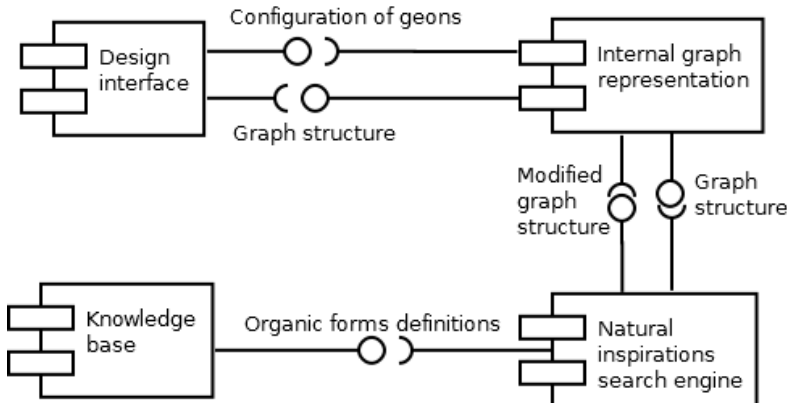 Configuration of geons
Design
interface
Internal graph
representation
Graph structure
Modified
graph
structure
Graph
structure
Knowledge
base
Organic forms definitions
Natural
inspirations
search engine